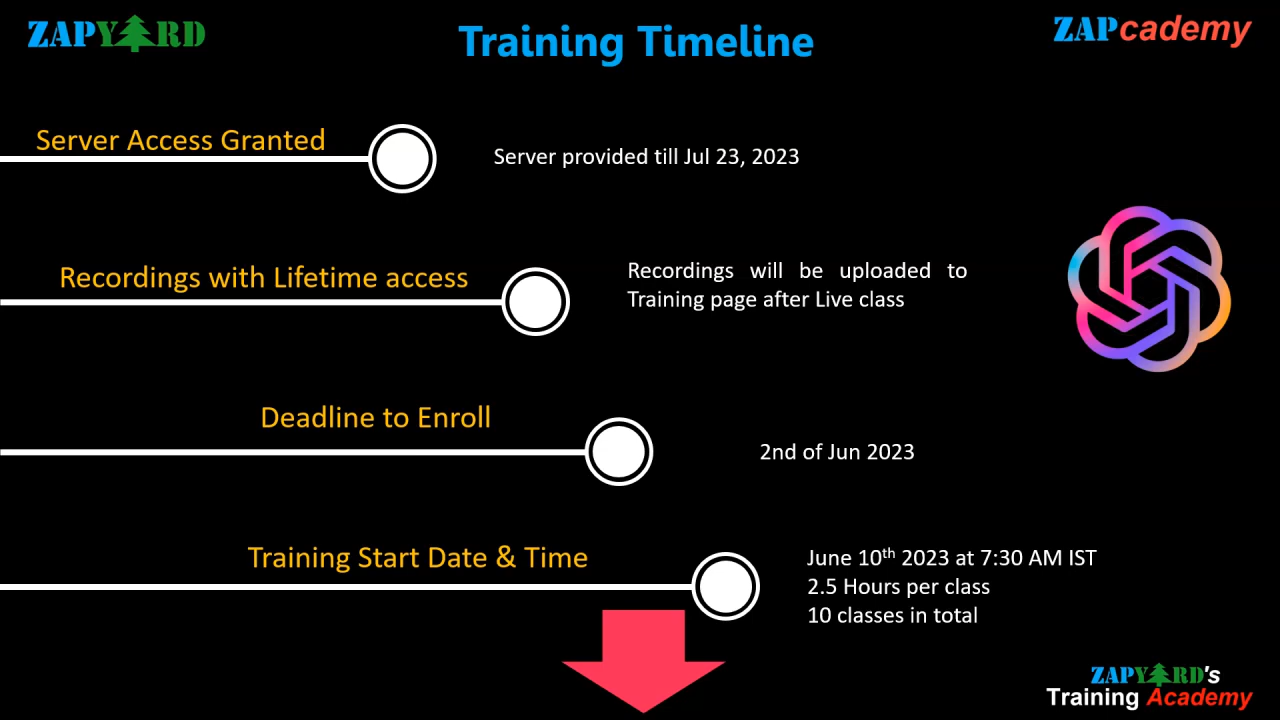 ZAPYARD
Training Timeline
ZAPcademy
Server Access Granted
Server provided till Jul 23, 2023
Recordings with Lifetime access
Recordings will be uploaded to
Training page after Live class
Deadline to Enroll
2nd of Jun 2023
Training Start Date & Time
June 10th 2023 at 7:30 AM IST
2.5 Hours per class
10 classes in total
ZAPYARD's
Training Academy